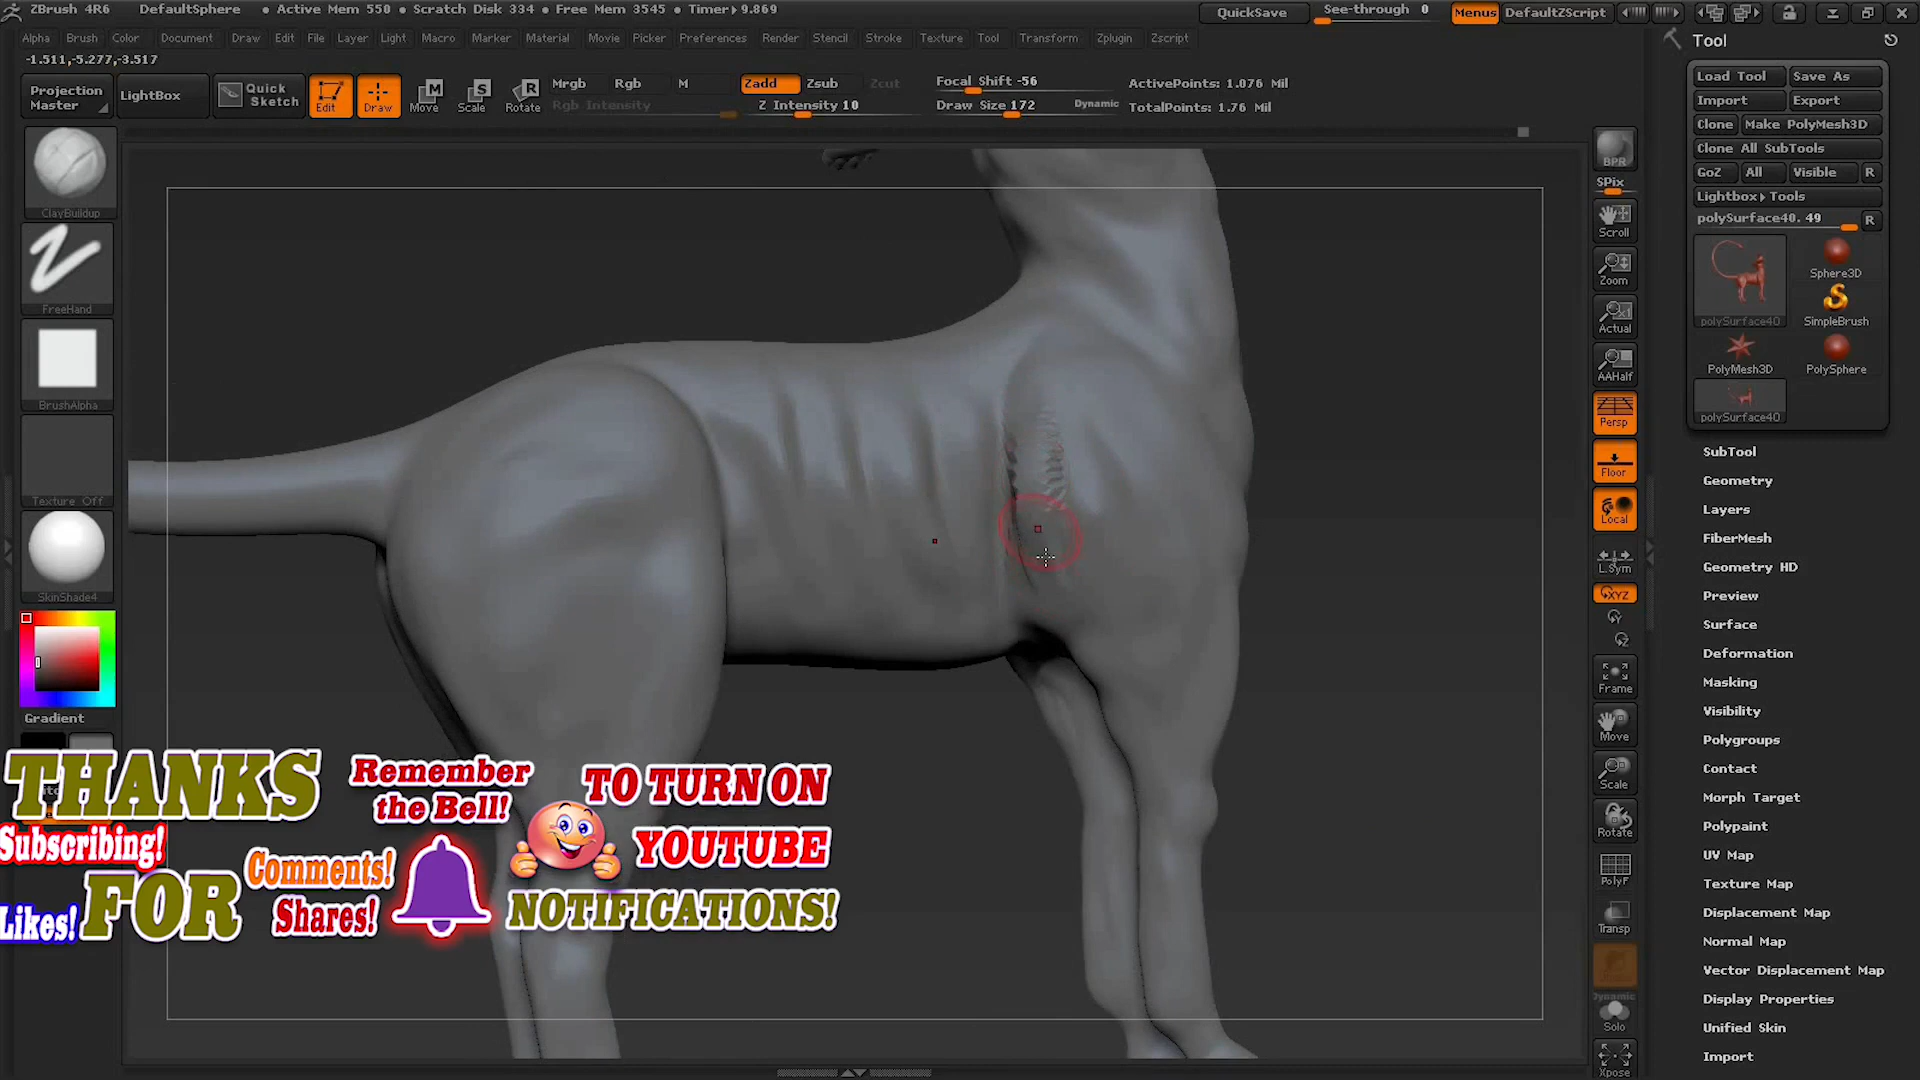 ZBrush 4R6 DefaultSphere • Active Mem 550 • Scratch Disk 334 • Free Mem 3545 • Timer▸9.869 QuickSave See-through 0 Menus DefaultZScript
Alpha Brush Color Document Draw Edit File Layer Light Macro Marker Material Movie Picker Preferences Render Stencil Stroke Texture Tool Transform Zplugin Zscript
-1.511,-5.277,-3.517
Projection Master
LightBox
Quick Sketch
Edit
Draw
Move
Scale
Rotate
Mrgb Rgb M
Rgb Intensity
Zadd Zsub Zcut
Z Intensity 10
Focal Shift -56
Draw Size 172 Dynamic
ActivePoints: 1.076 Mil
TotalPoints: 1.76 Mil
ClayBuildup
FreeHand
BrushAlpha
Texture Off
SkinShade4
Gradient
THANKS
Subscribing!
Likes!
FOR
Comments!
Shares!
Remember
the Bell!
TO TURN ON
YOUTUBE
NOTIFICATIONS!
BPR
SPix
Scroll
Zoom
Actual
AAHalf
Persp
Floor
Local
L.Sym
XYZ
Y
Z
Frame
Move
Scale
Rotate
PolyF
Transp
Dynamic
Solo
Xpose
Tool
Load Tool Save As
Import Export
Clone Make PolyMesh3D
Clone All SubTools
GoZ All Visible R
Lightbox▸Tools
polySurface40. 49 R
polySurface40
Sphere3D
SimpleBrush
PolyMesh3D
PolySphere
polySurface40
SubTool
Geometry
Layers
FiberMesh
Geometry HD
Preview
Surface
Deformation
Masking
Visibility
Polygroups
Contact
Morph Target
Polypaint
UV Map
Texture Map
Displacement Map
Normal Map
Vector Displacement Map
Display Properties
Unified Skin
Import